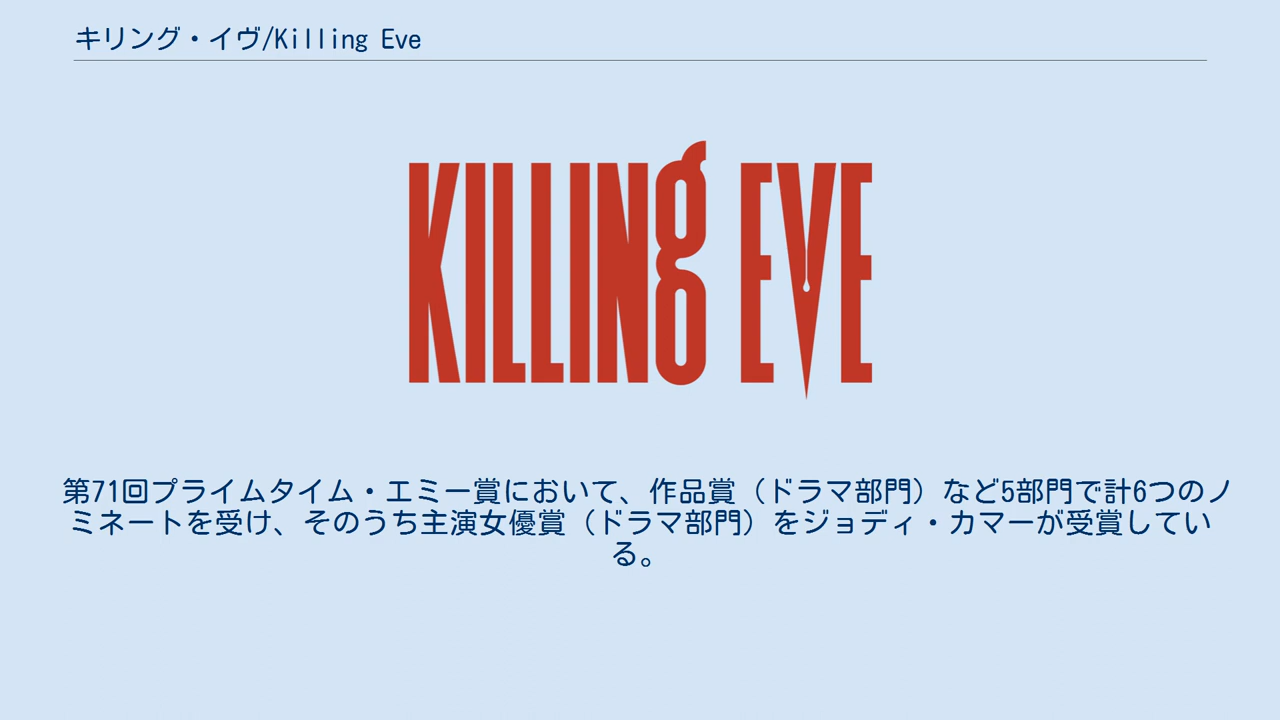 キリング・イヴ/Killing Eve
KILLINg EVE
第71回プライムタイム・エミー賞において、作品賞（ドラマ部門）など5部門で計6つのノ
ミネートを受け、そのうち主演女優賞（ドラマ部門）をジョディ・カマーが受賞してい
る。